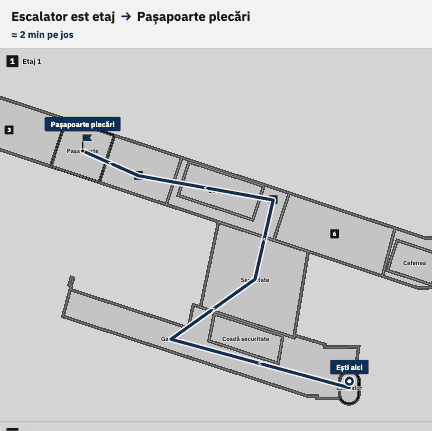 Escalator est etaj → Pașapoarte plecări
≈ 2 min pe jos
1 Etaj 1
3
Pașapoarte plecări
6
Cafenea
Coadă securitate
Ești aici